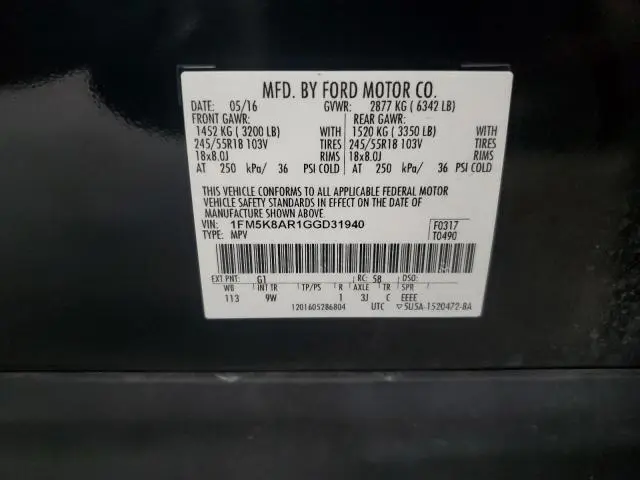 MFD. BY FORD MOTOR CO.
DATE: 05/16 GVWR: 2877 KG ( 6342 LB)
FRONT GAWR: REAR GAWR:
1452 KG ( 3200 LB) WITH 1520 KG ( 3350 LB) WITH
245/55R18 103V TIRES 245/55R18 103V TIRES
18x8.0J RIMS 18x8.0J RIMS
AT 250 kPa/ 36 PSI COLD AT 250 kPa/ 36 PSI COLD
THIS VEHICLE CONFORMS TO ALL APPLICABLE FEDERAL MOTOR
VEHICLE SAFETY STANDARDS IN EFFECT ON THE DATE OF
MANUFACTURE SHOWN ABOVE.
VIN: 1FM5K8AR1GGD31940 F0317
TYPE: MPV T0490
EXT PNT: G1 RC: 58 DSO:
WB INT TR TP/PS R AXLE TR SPR
113 9W 1 3J C EEEE
1201605286804 UTC ▽5U5A-1520472-BA